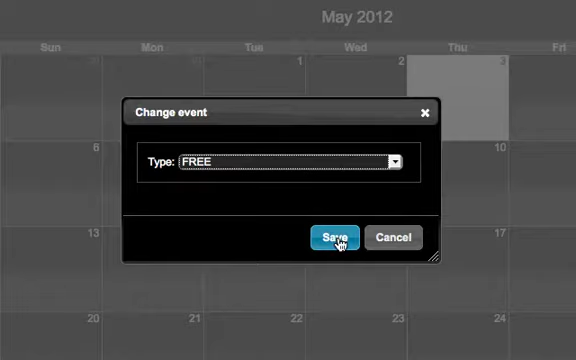 May 2012
Sun Mon Tue Wed Thu Fri
1 2 3
Change event
6 10
Type: FREE
13 Save Cancel 17
20 21 22 23 24